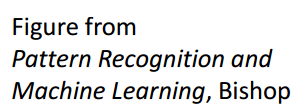 Figure from
Pattern Recognition and
Machine Learning, Bishop